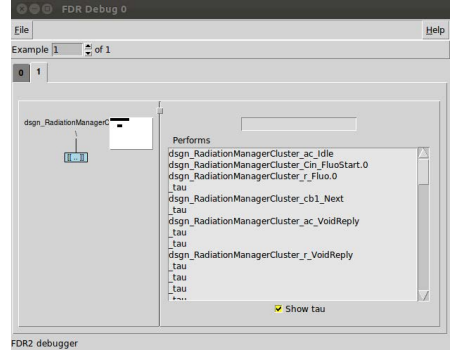 FDR Debug 0
File Help
Example 1 of 1
0 1
dsgn_RadiationManagerC
[..]
Performs
dsgn_RadiationManagerCluster_ac_Idle
dsgn_RadiationManagerCluster_Cin_FluoStart.0
dsgn_RadiationManagerCluster_r_Fluo.0
_tau
dsgn_RadiationManagerCluster_cb1_Next
_tau
dsgn_RadiationManagerCluster_ac_VoidReply
_tau
_tau
dsgn_RadiationManagerCluster_r_VoidReply
_tau
_tau
_tau
_tau
Show tau
FDR2 debugger